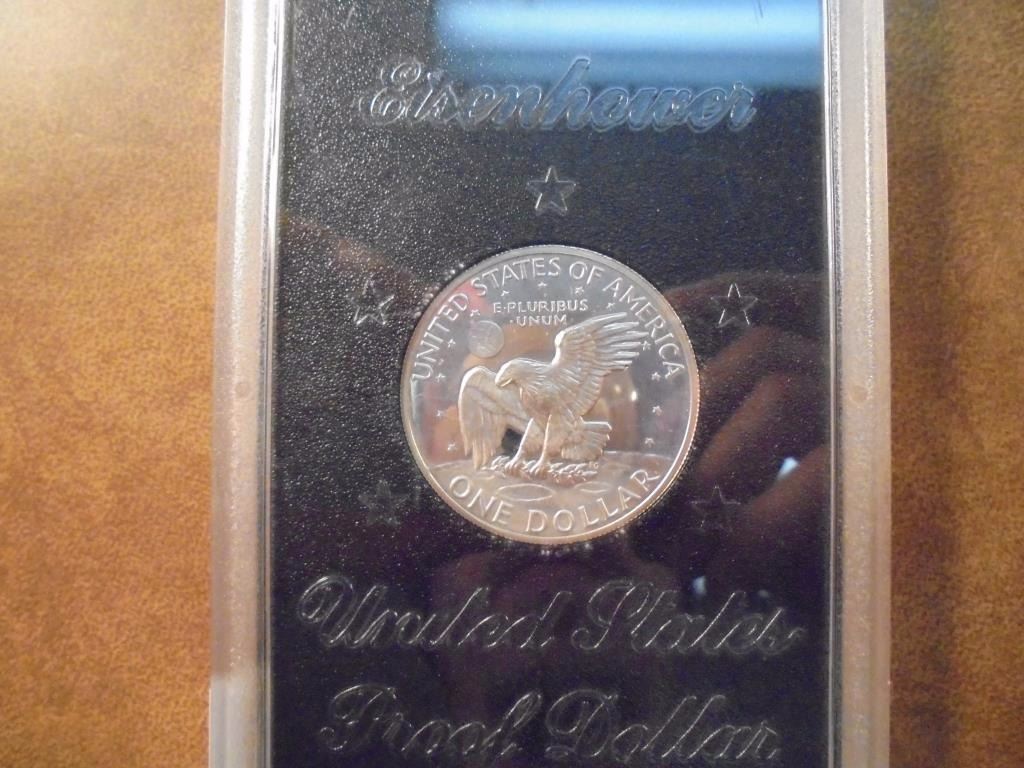 Eisenhower
UNITED STATES OF AMERICA
E·PLURIBUS
·UNUM·
ONE DOLLAR
United States
Proof Dollar